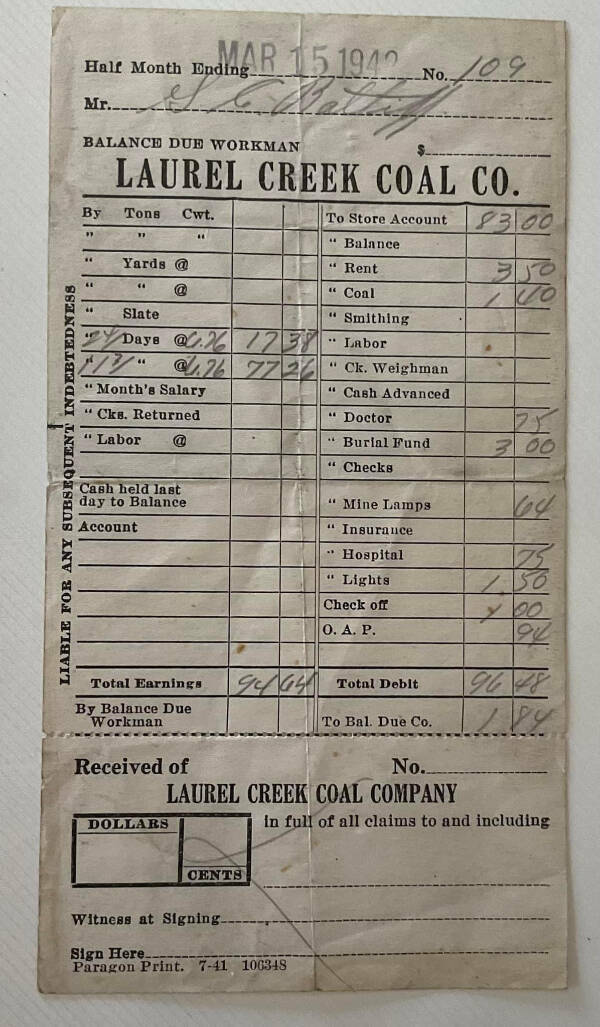 MAR 15 1942
Half Month Ending No. 109
Mr. S C
BALANCE DUE WORKMAN $
LAUREL CREEK COAL CO.
By Tons Cwt. To Store Account 83 00
" " " " Balance
" Yards @ " Rent 3 50
" " @ " Coal 1 40
" Slate " Smithing
" Days @ 17 38 " Labor
" " @ 77 26 " Ck. Weighman
" Month's Salary " Cash Advanced
" Cks. Returned " Doctor 75
" Labor @ " Burial Fund 3 00
" Checks
Cash held last
day to Balance " Mine Lamps 64
Account " Insurance
" Hospital 75
" Lights 1 50
Check off 00
O. A. P. 94
Total Earnings 94 64 Total Debit 96 48
By Balance Due
Workman To Bal. Due Co. 1 84
LIABLE FOR ANY SUBSEQUENT INDEBTEDNESS
Received of No.
LAUREL CREEK COAL COMPANY
DOLLARS in full of all claims to and including
CENTS
Witness at Signing
Sign Here
Paragon Print. 7-41 106348